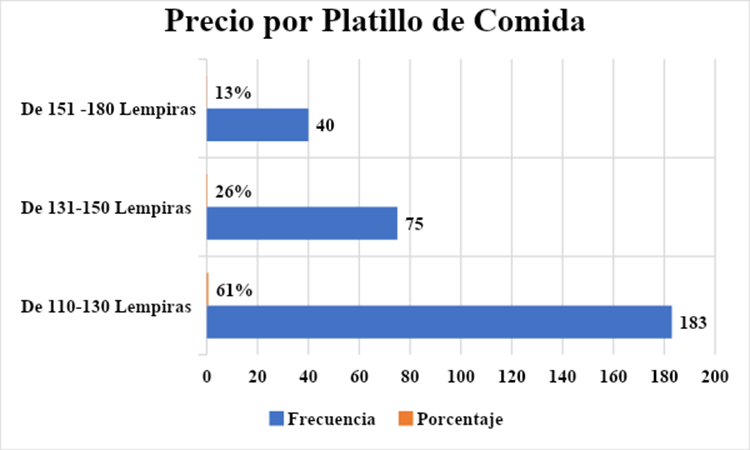 Precio por Platillo de Comida
13%
De 151 -180 Lempiras
40
26%
De 131-150 Lempiras
75
61%
De 110-130 Lempiras
183
0 20 40 60 80 100 120 140 160 180 200
Frecuencia Porcentaje